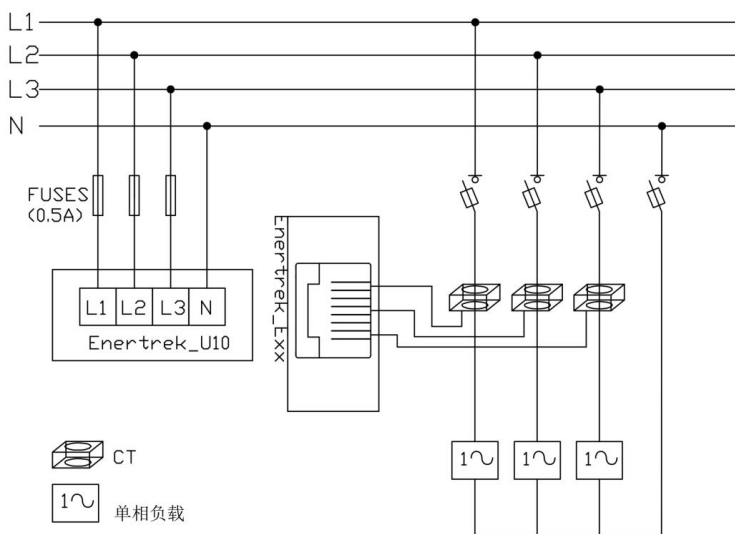 L1
L2
L3
N
FUSES
(0.5A)
L1 L2 L3 N
Enertrek_U10
Enertrek_Exx
1
1
1
CT
1
单相负载